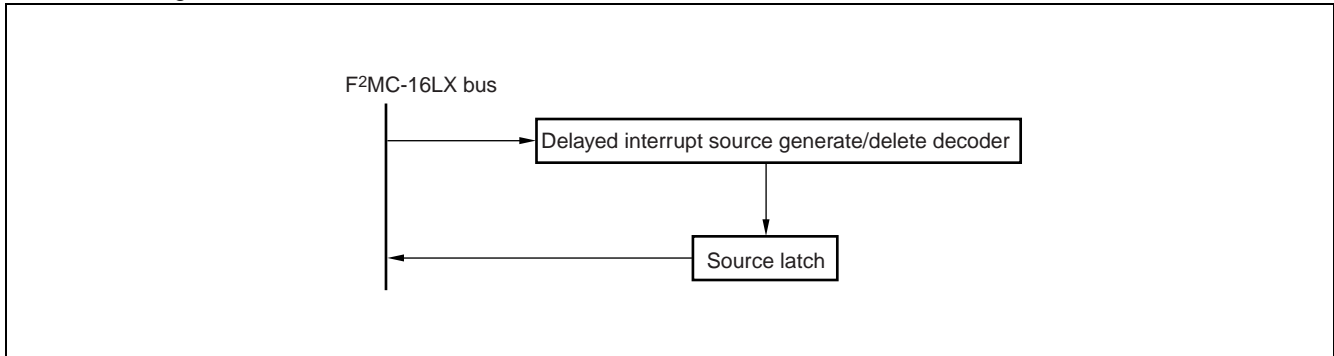 F²MC-16LX bus
Delayed interrupt source generate/delete decoder
Source latch